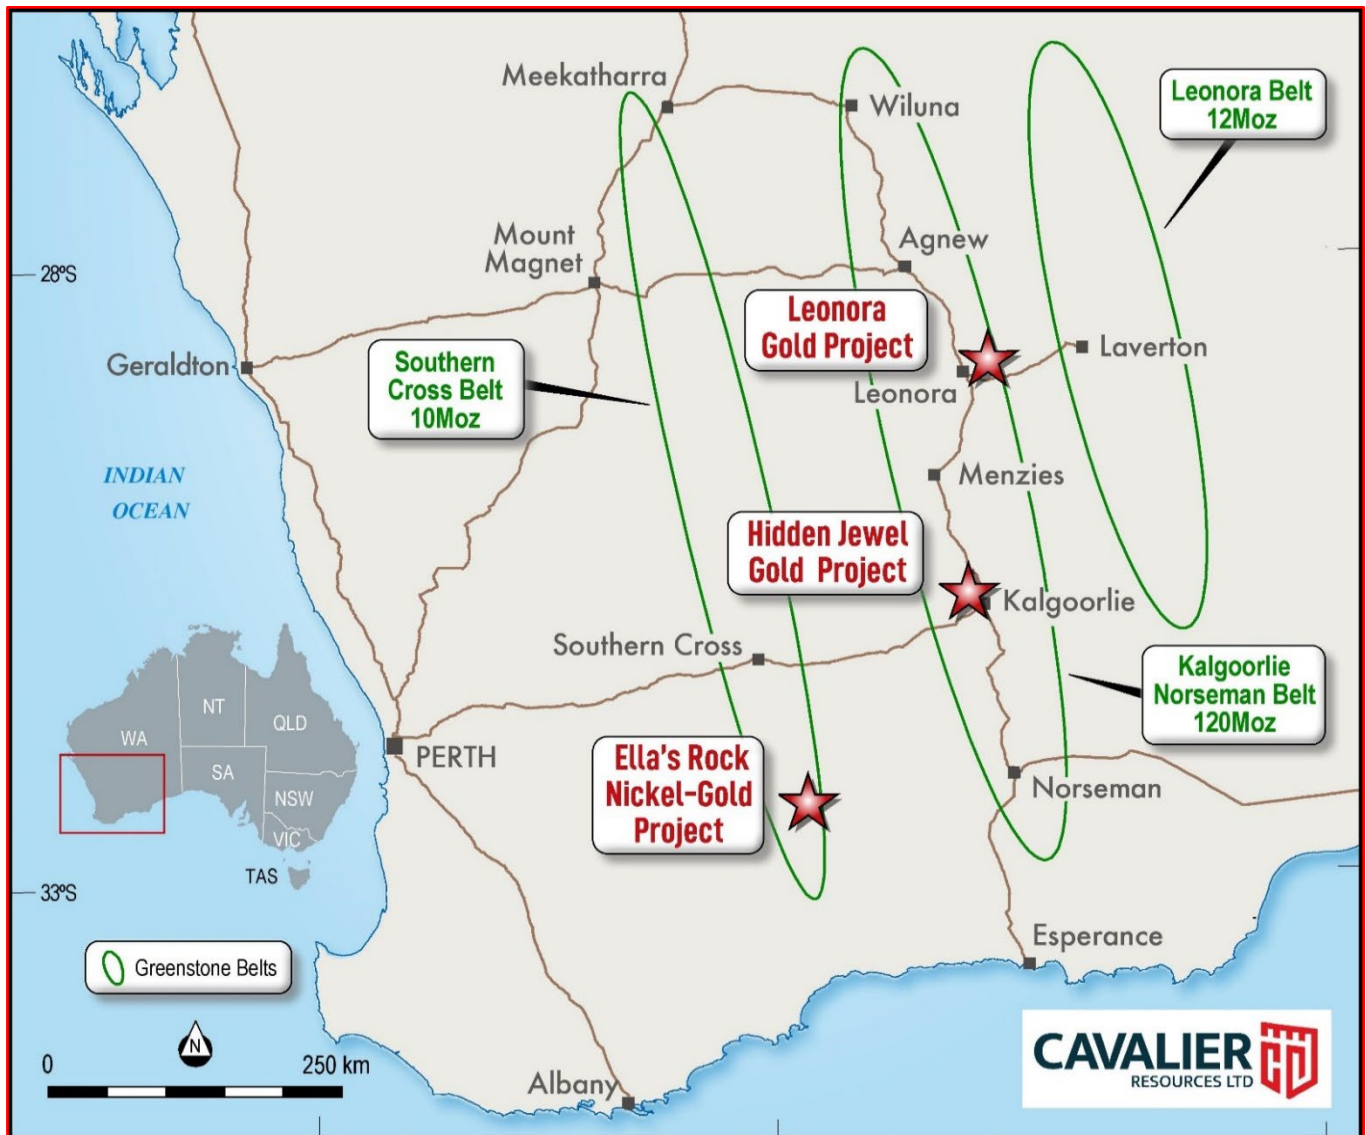 Meekatharra
Wiluna
Leonora Belt
12Moz
Mount
Magnet
Agnew
28°S
Leonora
Gold Project
Geraldton
Southern
Cross Belt
10Moz
Laverton
Leonora
INDIAN
OCEAN
Menzies
Hidden Jewel
Gold Project
Kalgoorlie
Southern Cross
Kalgoorlie
Norseman Belt
120Moz
NT
QLD
WA
SA
NSW
VIC
TAS
PERTH
Ella's Rock
Nickel-Gold
Project
Norseman
33°S
Esperance
Greenstone Belts
N
0
250 km
Albany
CAVALIER
RESOURCES LTD